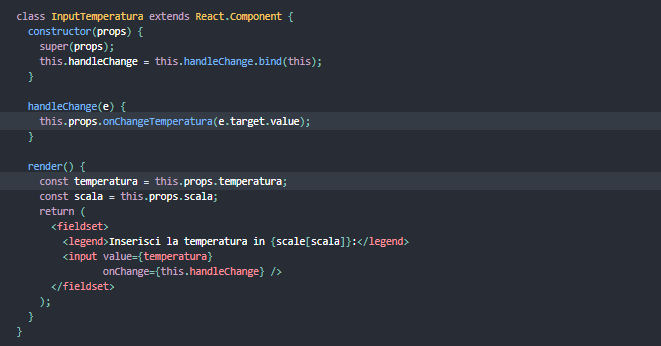 class InputTemperatura extends React.Component {
  constructor(props) {
    super(props);
    this.handleChange = this.handleChange.bind(this);
  }

  handleChange(e) {
    this.props.onChangeTemperatura(e.target.value);
  }

  render() {
    const temperatura = this.props.temperatura;
    const scala = this.props.scala;
    return (
      <fieldset>
        <legend>Inserisci la temperatura in {scale[scala]}:</legend>
        <input value={temperatura}
               onChange={this.handleChange} />
      </fieldset>
    );
  }
}